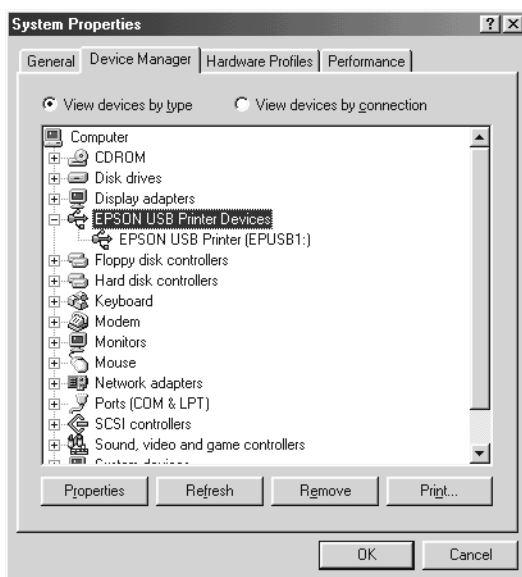 System Properties
General Device Manager Hardware Profiles Performance
View devices by type View devices by connection
Computer
CDROM
Disk drives
Display adapters
EPSON USB Printer Devices
EPSON USB Printer (EPUSB1:)
Floppy disk controllers
Hard disk controllers
Keyboard
Modem
Monitors
Mouse
Network adapters
Ports (COM & LPT)
SCSI controllers
Sound, video and game controllers
Properties Refresh Remove Print...
OK Cancel